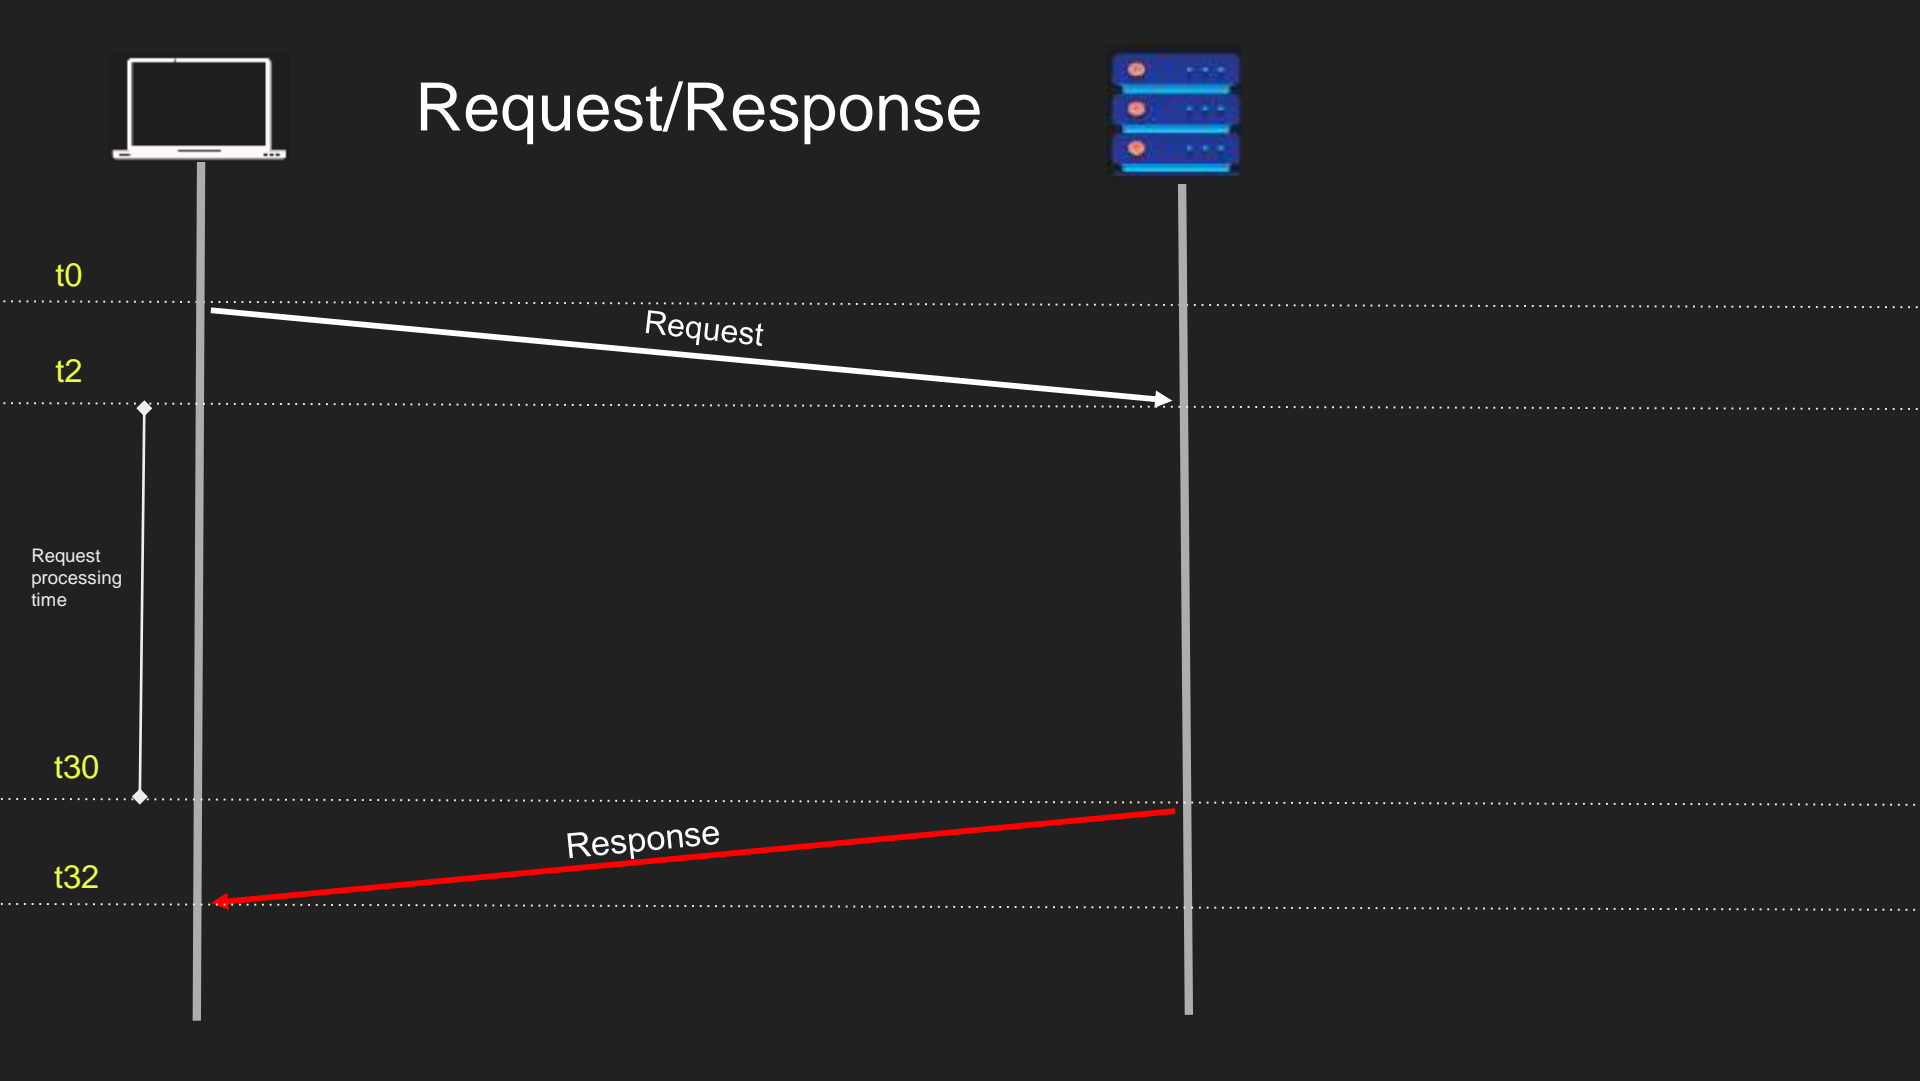 Request/Response
t0
Request
t2
Request
processing
time
t30
Response
t32